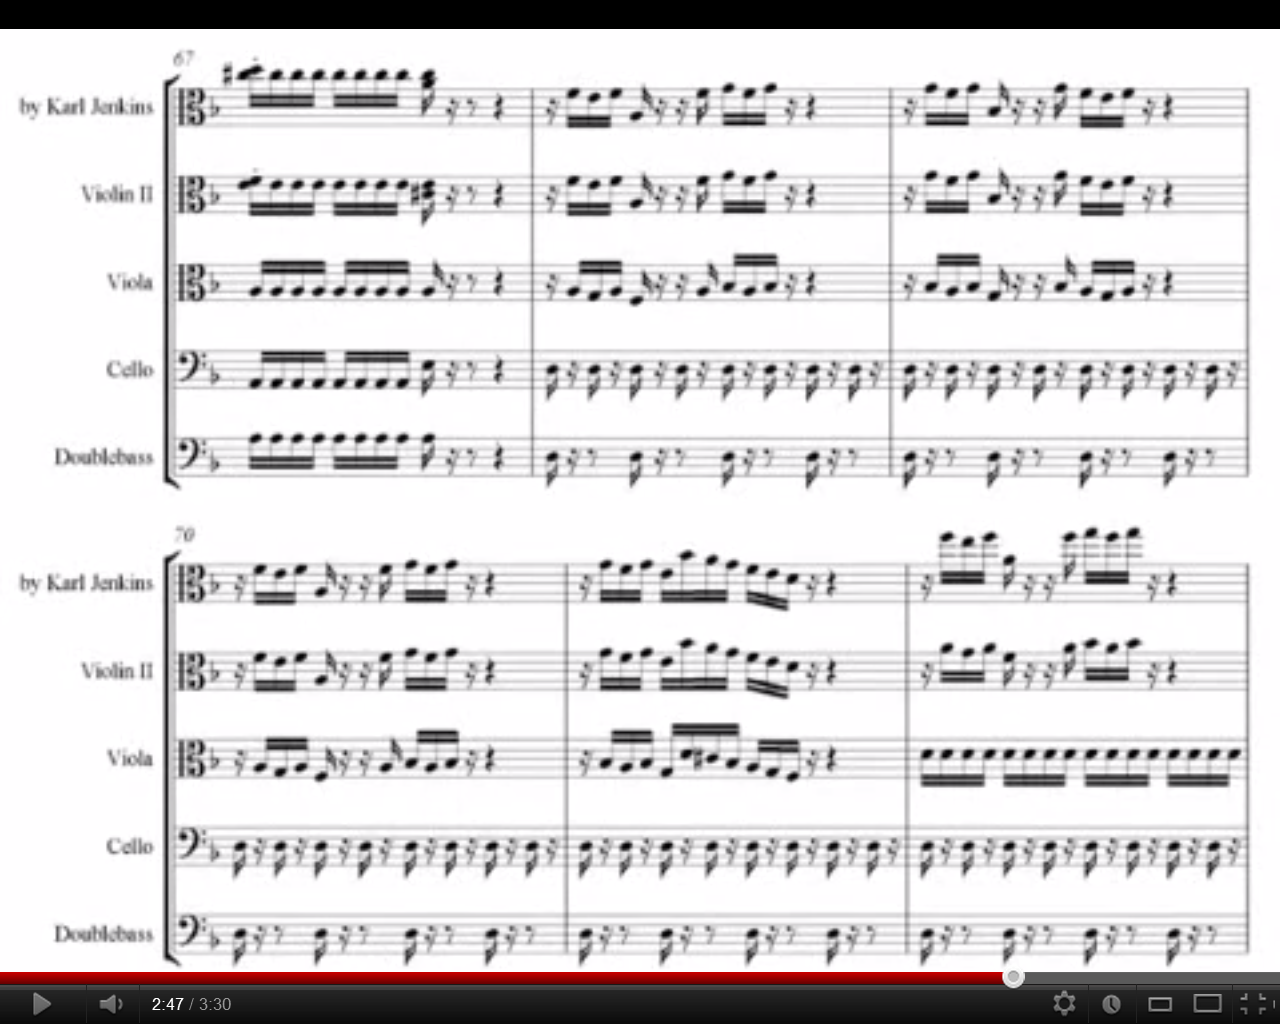 67
by Karl Jenkins
Violin II
Viola
Cello
Doublebass
70
by Karl Jenkins
Violin II
Viola
Cello
Doublebass
2:47 / 3:30